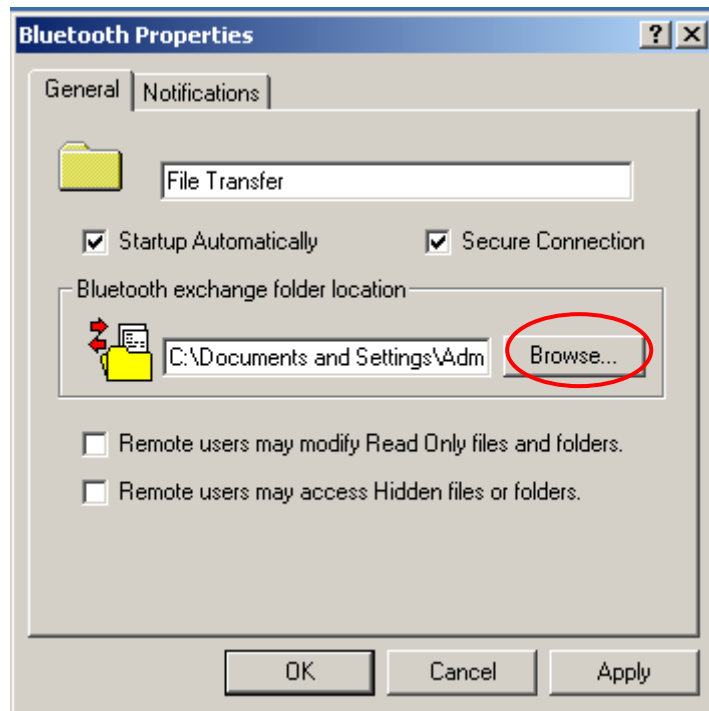 Bluetooth Properties
General Notifications
File Transfer
Startup Automatically Secure Connection
Bluetooth exchange folder location
C:\Documents and Settings\Adm Browse...
Remote users may modify Read Only files and folders.
Remote users may access Hidden files or folders.
OK Cancel Apply